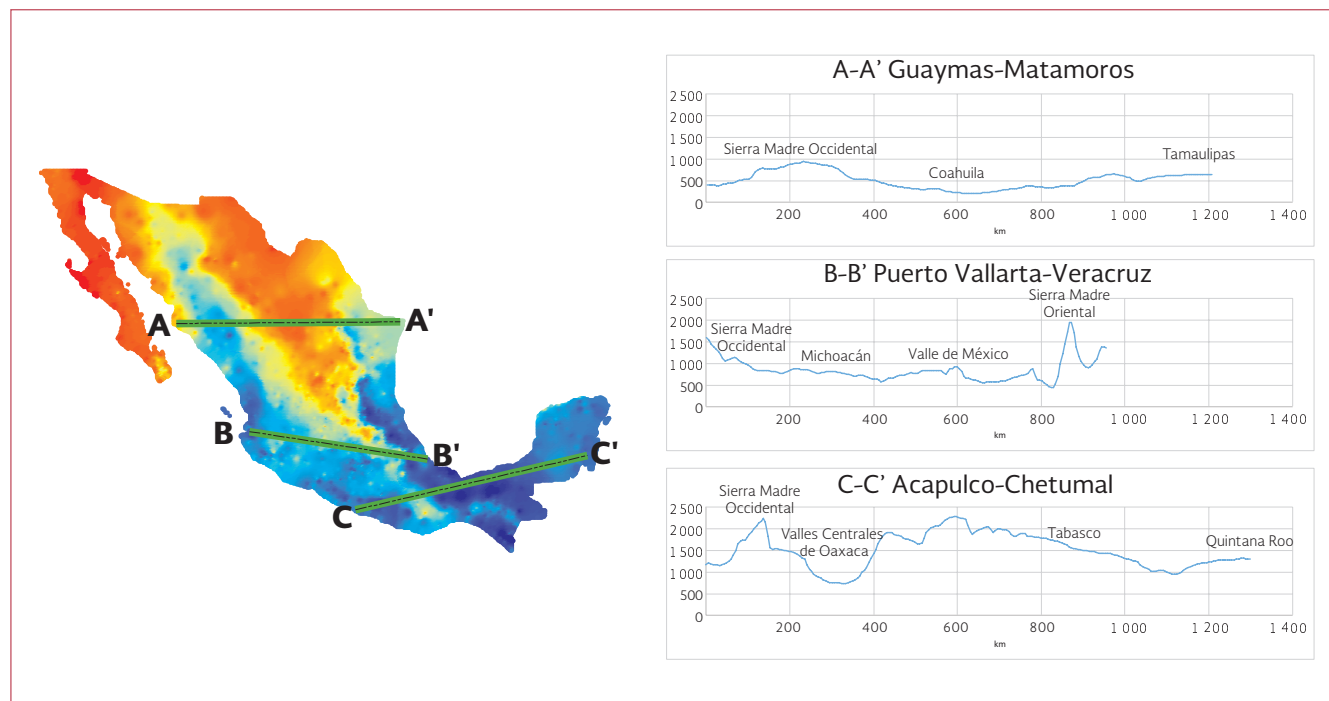 A
A'
B
B'
C
C'
A-A’ Guaymas-Matamoros
2 500
2 000
1 500
1 000
500
0
Sierra Madre Occidental
Coahuila
Tamaulipas
200
400
600
800
1 000
1 200
1 400
km
B-B’ Puerto Vallarta-Veracruz
2 500
2 000
1 500
1 000
500
0
Sierra Madre
Occidental
Michoacán
Valle de México
Sierra Madre
Oriental
200
400
600
800
1 000
1 200
1 400
km
C-C’ Acapulco-Chetumal
2 500
2 000
1 500
1 000
500
0
Sierra Madre
Occidental
Valles Centrales
de Oaxaca
Tabasco
Quintana Roo
200
400
600
800
1 000
1 200
1 400
km